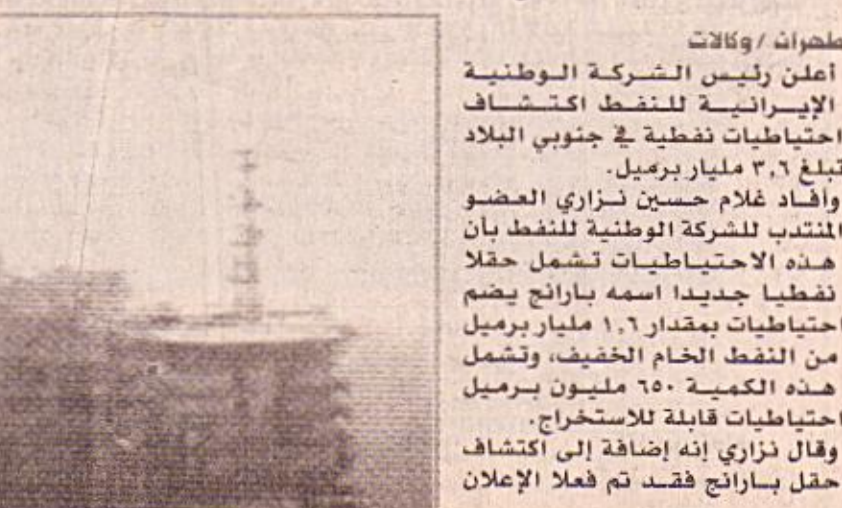 طهران / وكالات
أعلن رئيس الشركة الوطنية
الإيرانية للنفط اكتشاف
احتياطيات نفطية في جنوبي البلاد
تبلغ ٣,٦ مليار برميل.
وأفاد غلام حسين نزاري العضو
المنتدب للشركة الوطنية للنفط بأن
هذه الاحتياطيات تشمل حقلا
نفطيا جديدا اسمه بارانج يضم
احتياطيات بمقدار ١,٦ مليار برميل
من النفط الخام الخفيف، وتشمل
هذه الكمية ٦٥٠ مليون برميل
احتياطيات قابلة للاستخراج.
وقال نزاري إنه إضافة إلى اكتشاف
حقل بارانج فقد تم فعلا الإعلان